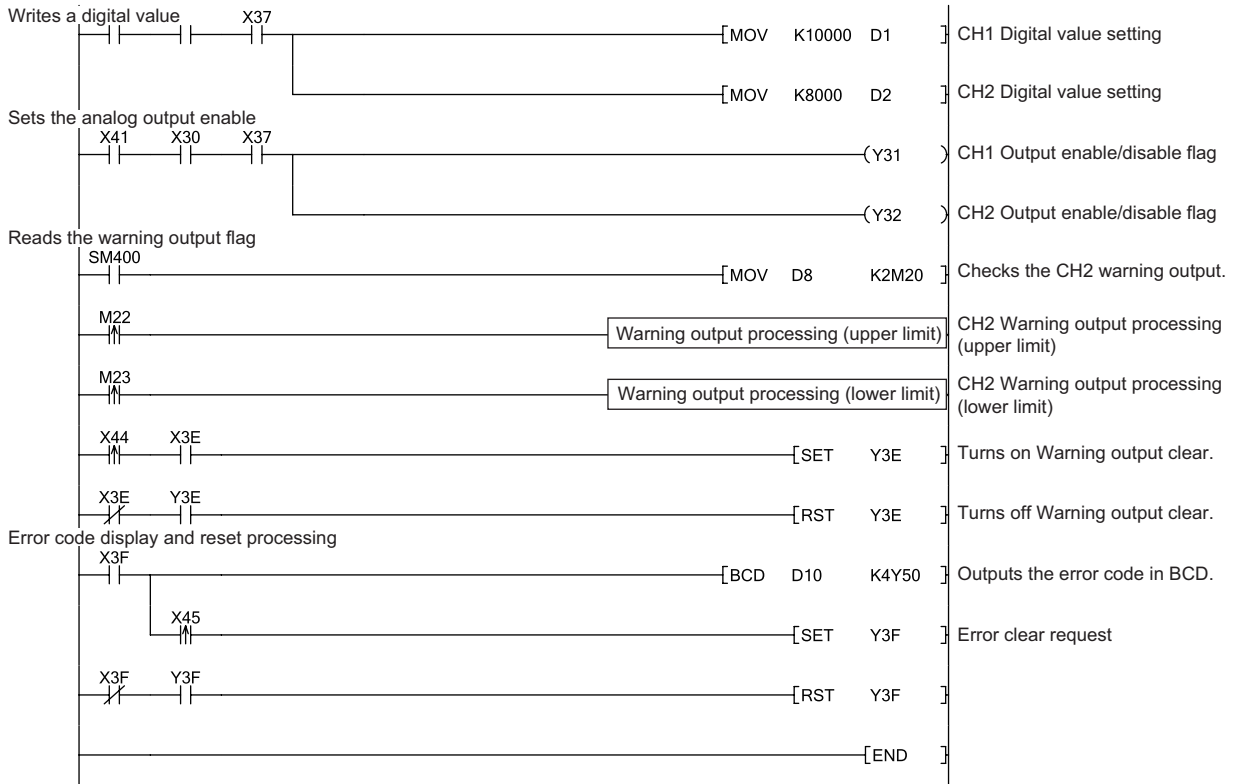 Writes a digital value
X37
[MOV K10000 D1 ] CH1 Digital value setting
[MOV K8000 D2 ] CH2 Digital value setting
Sets the analog output enable
X41 X30 X37
(Y31 ) CH1 Output enable/disable flag
(Y32 ) CH2 Output enable/disable flag
Reads the warning output flag
SM400
[MOV D8 K2M20 ] Checks the CH2 warning output.
M22
Warning output processing (upper limit) CH2 Warning output processing
(upper limit)
M23
Warning output processing (lower limit) CH2 Warning output processing
(lower limit)
X44 X3E
[SET Y3E ] Turns on Warning output clear.
X3E Y3E
[RST Y3E ] Turns off Warning output clear.
Error code display and reset processing
X3F
[BCD D10 K4Y50 ] Outputs the error code in BCD.
X45
[SET Y3F ] Error clear request
X3F Y3F
[RST Y3F ]
[END ]